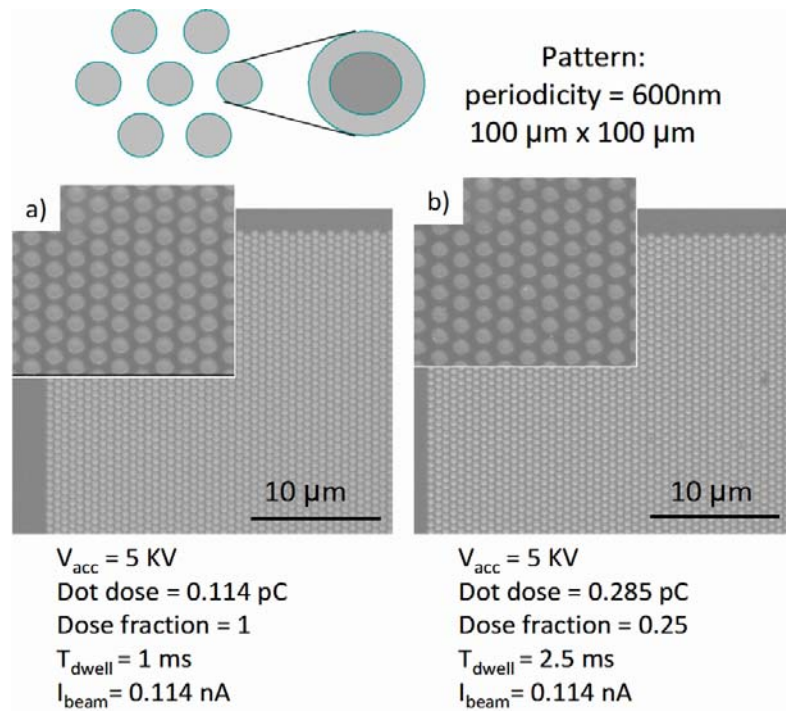 Pattern:
periodicity = 600nm
100 μm x 100 μm
a)
10 μm
V_acc = 5 KV
Dot dose = 0.114 pC
Dose fraction = 1
T_dwell = 1 ms
I_beam= 0.114 nA
b)
10 μm
V_acc = 5 KV
Dot dose = 0.285 pC
Dose fraction = 0.25
T_dwell = 2.5 ms
I_beam= 0.114 nA